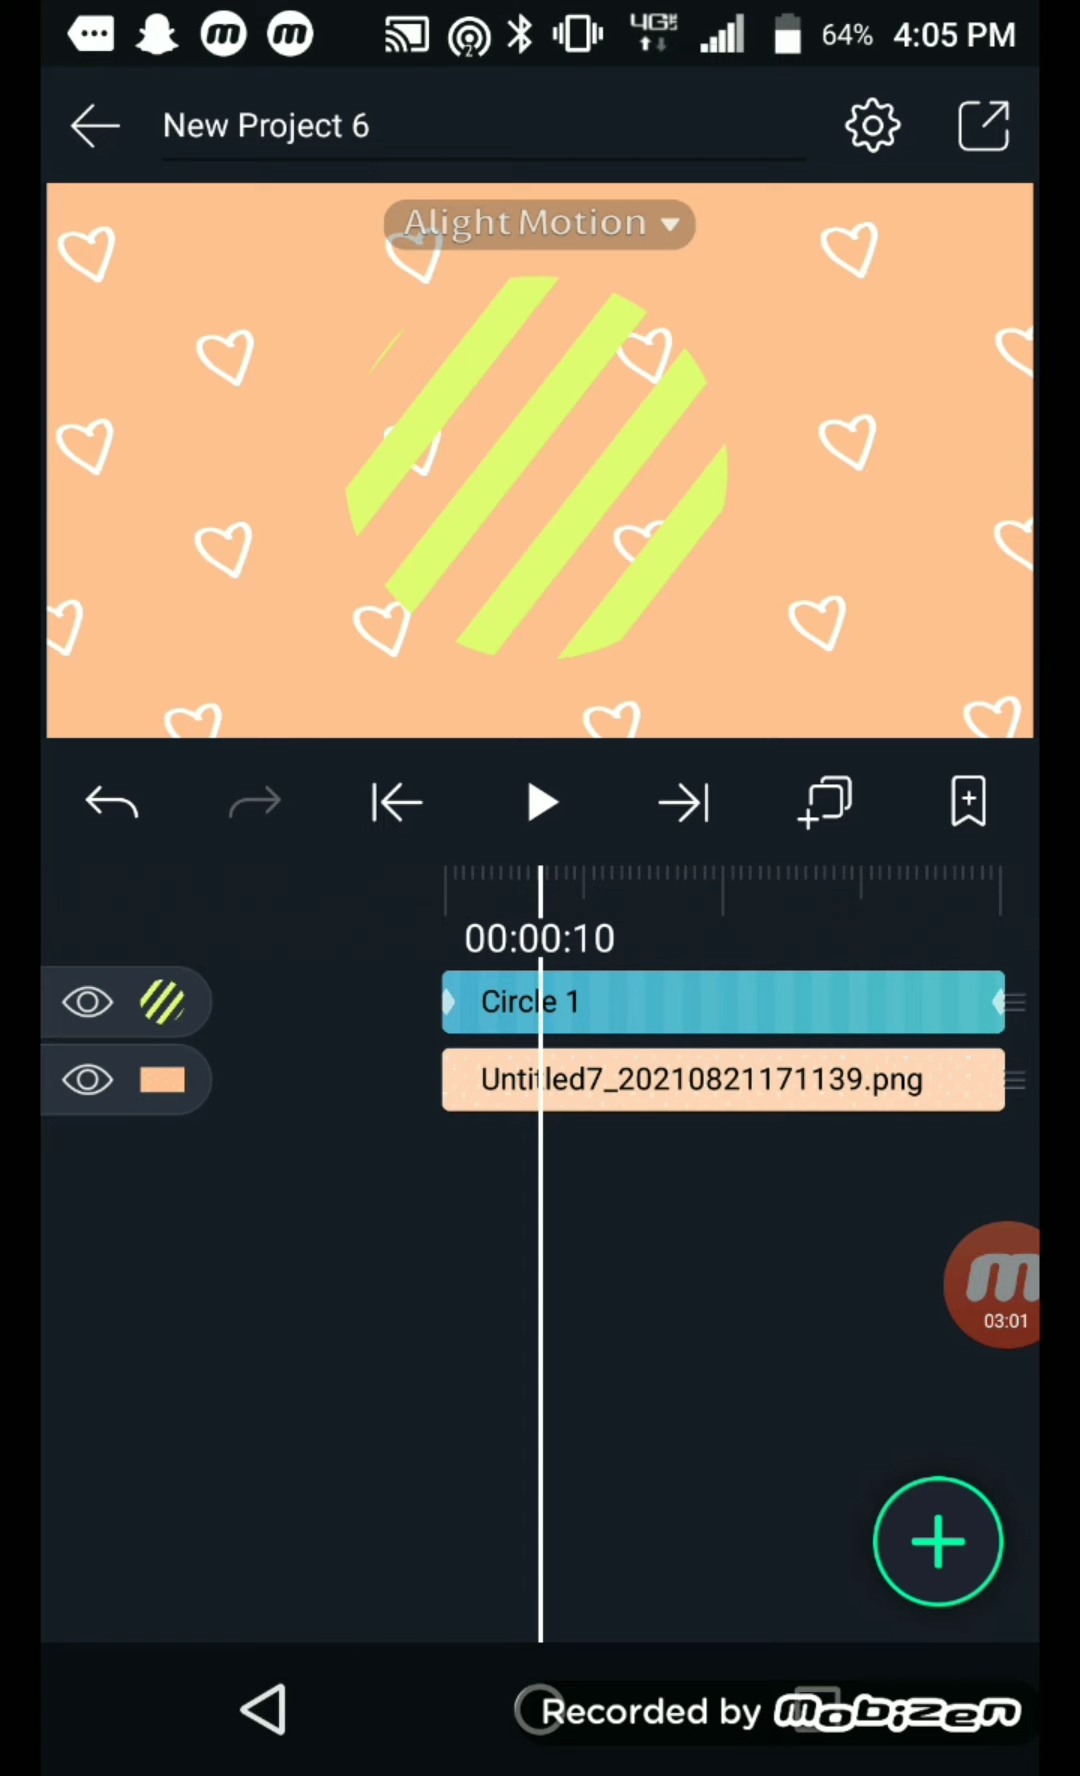 4G
64% 4:05 PM
New Project 6
Alight Motion
00:00:10
Circle 1
Untitled7_20210821171139.png
03:01
Recorded by Mobizen